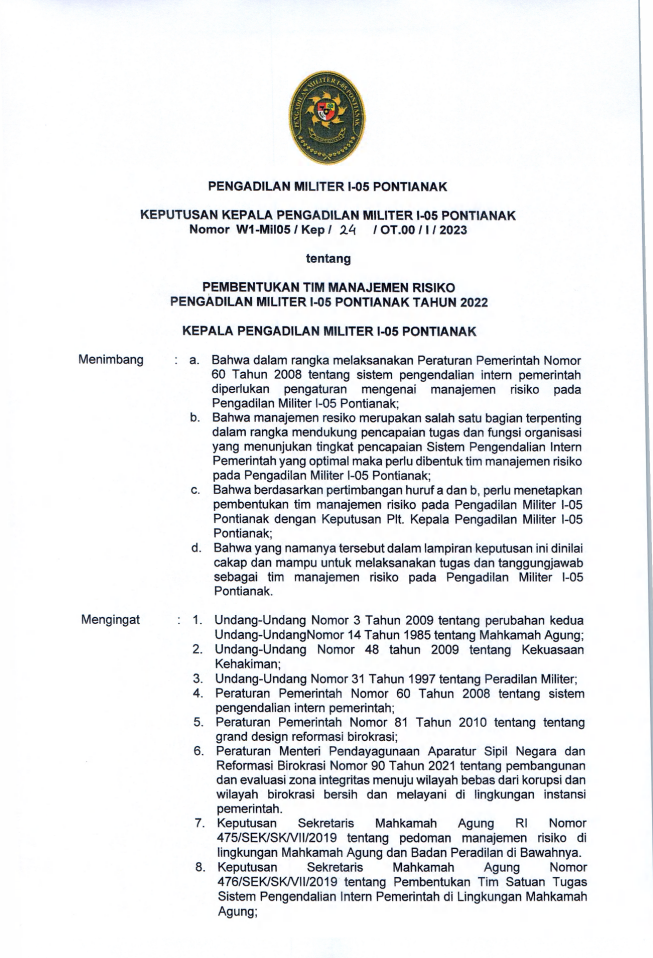 PENGADILAN MILITER I-05 PONTIANAK
PENGADILAN MILITER I-05 PONTIANAK
KEPUTUSAN KEPALA PENGADILAN MILITER I-05 PONTIANAK
Nomor W1-Mil05 / Kep / 24 / OT.00 / I / 2023
tentang
PEMBENTUKAN TIM MANAJEMEN RISIKO
PENGADILAN MILITER I-05 PONTIANAK TAHUN 2022
KEPALA PENGADILAN MILITER I-05 PONTIANAK
Menimbang : a. Bahwa dalam rangka melaksanakan Peraturan Pemerintah Nomor
60 Tahun 2008 tentang sistem pengendalian intern pemerintah
diperlukan pengaturan mengenai manajemen risiko pada
Pengadilan Militer I-05 Pontianak;
b. Bahwa manajemen resiko merupakan salah satu bagian terpenting
dalam rangka mendukung pencapaian tugas dan fungsi organisasi
yang menunjukan tingkat pencapaian Sistem Pengendalian Intern
Pemerintah yang optimal maka perlu dibentuk tim manajemen risiko
pada Pengadilan Militer I-05 Pontianak;
c. Bahwa berdasarkan pertimbangan huruf a dan b, perlu menetapkan
pembentukan tim manajemen risiko pada Pengadilan Militer I-05
Pontianak dengan Keputusan Plt. Kepala Pengadilan Militer I-05
Pontianak;
d. Bahwa yang namanya tersebut dalam lampiran keputusan ini dinilai
cakap dan mampu untuk melaksanakan tugas dan tanggungjawab
sebagai tim manajemen risiko pada Pengadilan Militer I-05
Pontianak.
Mengingat : 1. Undang-Undang Nomor 3 Tahun 2009 tentang perubahan kedua
Undang-UndangNomor 14 Tahun 1985 tentang Mahkamah Agung;
2. Undang-Undang Nomor 48 tahun 2009 tentang Kekuasaan
Kehakiman;
3. Undang-Undang Nomor 31 Tahun 1997 tentang Peradilan Militer;
4. Peraturan Pemerintah Nomor 60 Tahun 2008 tentang sistem
pengendalian intern pemerintah;
5. Peraturan Pemerintah Nomor 81 Tahun 2010 tentang tentang
grand design reformasi birokrasi;
6. Peraturan Menteri Pendayagunaan Aparatur Sipil Negara dan
Reformasi Birokrasi Nomor 90 Tahun 2021 tentang pembangunan
dan evaluasi zona integritas menuju wilayah bebas dari korupsi dan
wilayah birokrasi bersih dan melayani di lingkungan instansi
pemerintah.
7. Keputusan Sekretaris Mahkamah Agung RI Nomor
475/SEK/SK/VII/2019 tentang pedoman manajemen risiko di
lingkungan Mahkamah Agung dan Badan Peradilan di Bawahnya.
8. Keputusan Sekretaris Mahkamah Agung Nomor
476/SEK/SK/VII/2019 tentang Pembentukan Tim Satuan Tugas
Sistem Pengendalian Intern Pemerintah di Lingkungan Mahkamah
Agung;